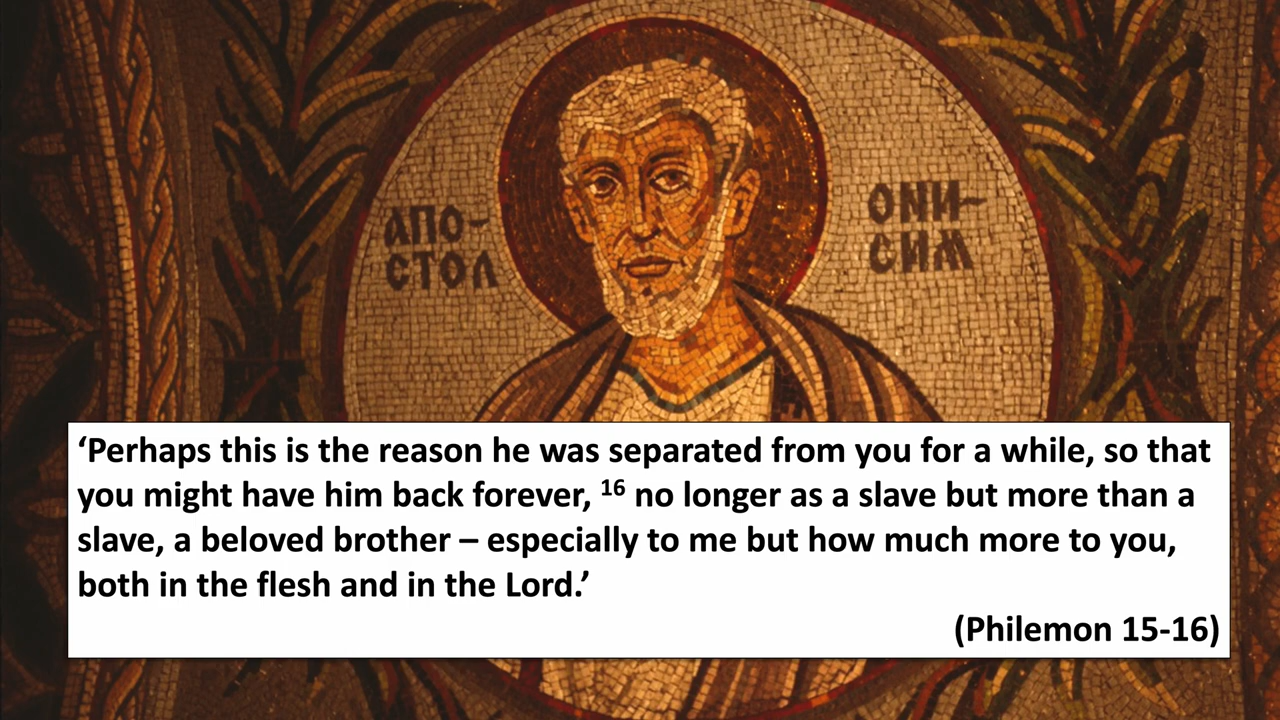 АПО-
СТОЛ
ОНИ-
СИМ
‘Perhaps this is the reason he was separated from you for a while, so that
you might have him back forever, 16 no longer as a slave but more than a
slave, a beloved brother – especially to me but how much more to you,
both in the flesh and in the Lord.’
(Philemon 15-16)